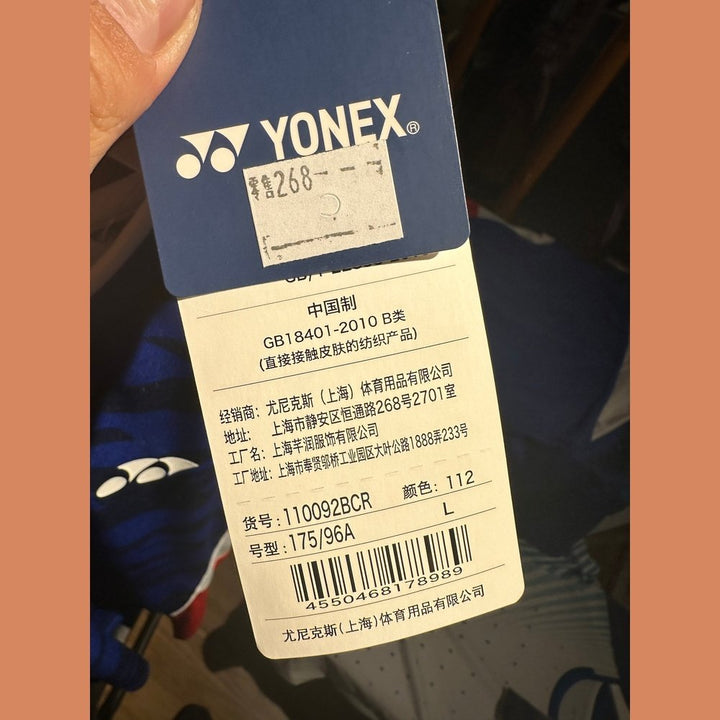 YONEX®
零售268
中国制
GB18401-2010 B类
(直接接触皮肤的纺织产品)
经销商: 尤尼克斯(上海)体育用品有限公司
地址: 上海市静安区恒通路268号2701室
工厂名: 上海芊润服饰有限公司
工厂地址: 上海市奉贤邬桥工业园区大叶公路1888弄233号
货号: 110092BCR 颜色: 112
号型: 175/96A L
4550468178989
尤尼克斯(上海)体育用品有限公司